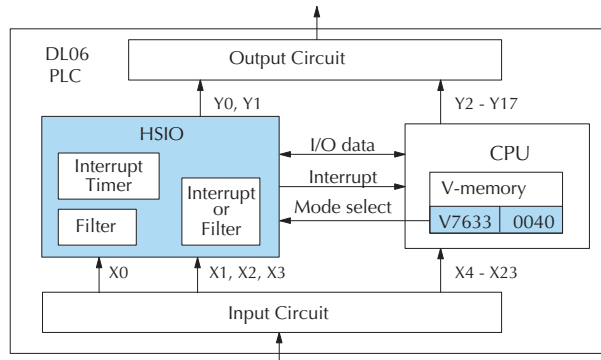 DL06
PLC
Output Circuit
Y0, Y1
Y2 - Y17
HSIO
Interrupt
Timer
Filter
Interrupt
or
Filter
I/O data
Interrupt
Mode select
CPU
V-memory
V7633
0040
X0
X1, X2, X3
X4 - X23
Input Circuit